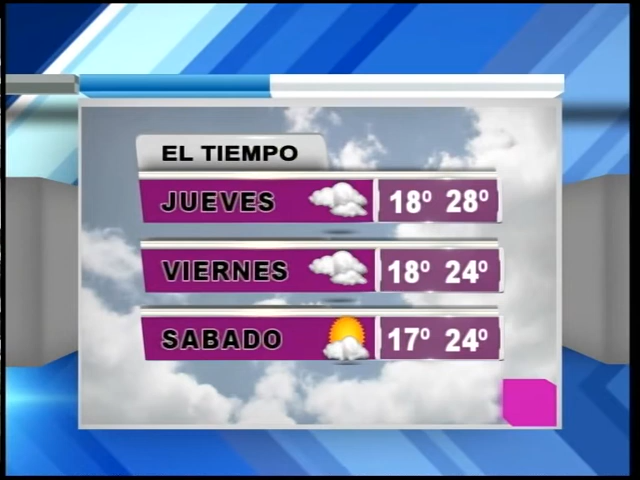 EL TIEMPO
JUEVES 18º 28º
VIERNES 18º 24º
SABADO 17º 24º